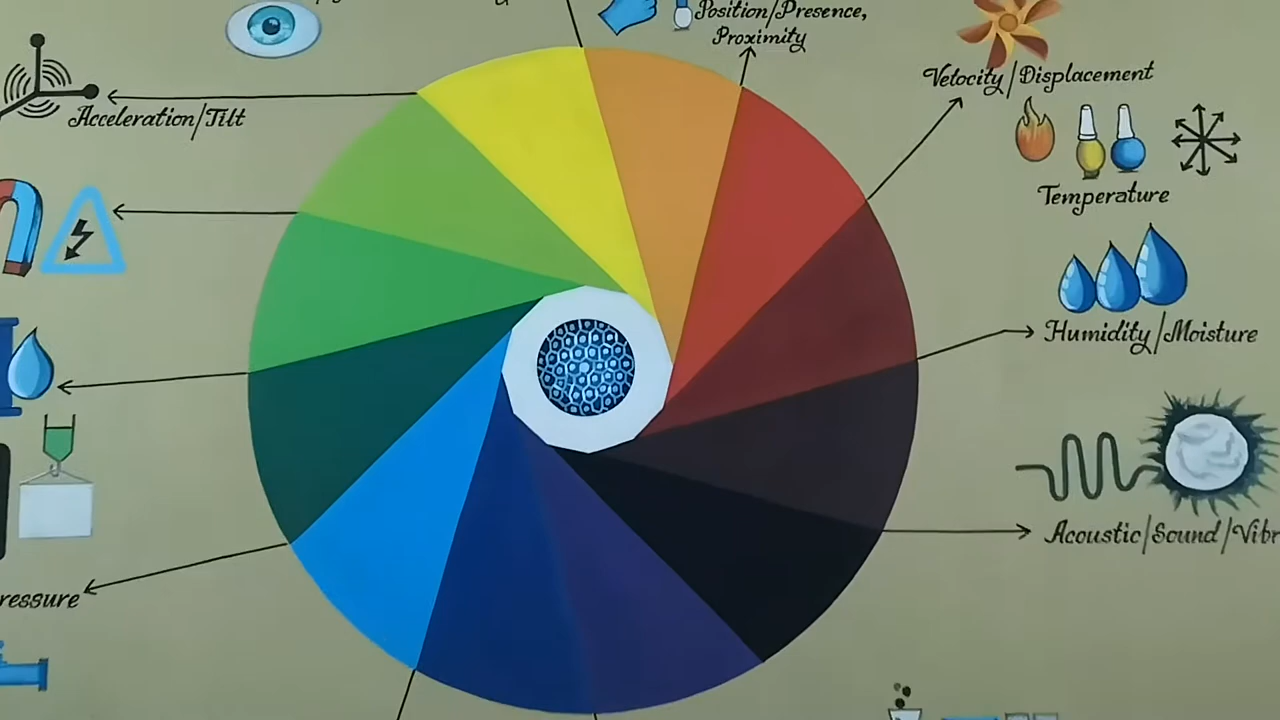 Position/Presence,
Proximity
Velocity/Displacement
Acceleration/Tilt
Temperature
Humidity/Moisture
Acoustic/Sound/Vibr
ressure